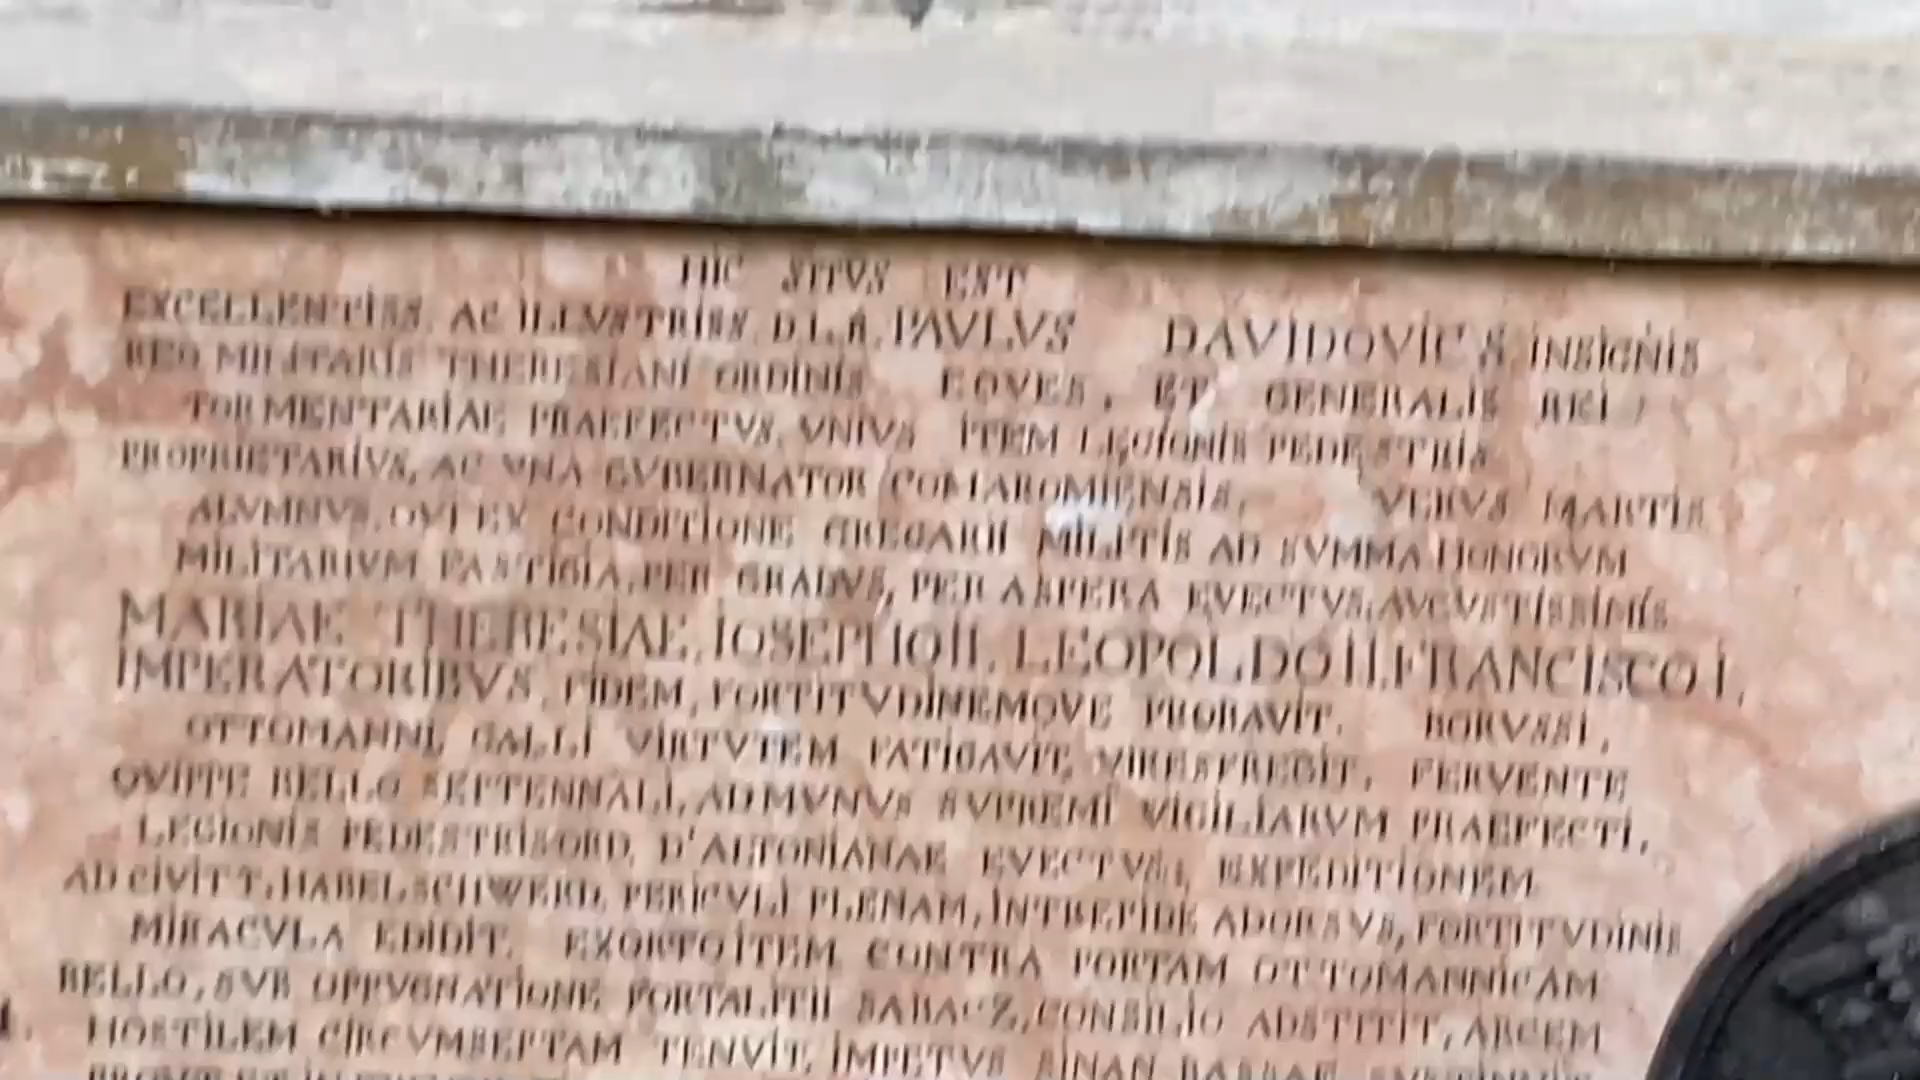 HIC SITVS EST
EXCELLENTISS. AC ILLVSTRISS. D.L.B. PAVLVS DAVIDOVICS INSIGNIS
REG MILITARIS THERESIANI ORDINIS EQVES, ET GENERALIS REI
TORMENTARIAE PRAEFECTVS, VNIVS ITEM LEGIONIS PEDESTRIS
PROPRIETARIVS, AC VNA GVBERNATOR COMAROMIENSIS, VERVS MARTIS
ALVMNVS, QVI EX CONDITIONE GREGARII MILITIS AD SVMMA HONORVM
MILITARIVM FASTIGIA, PER GRADVS, PER ASPERA EVECTVS, AVGVSTISSIMIS
MARIAE THERESIAE, IOSEPHO II, LEOPOLDO II, FRANCISCO I,
IMPERATORIBVS, FIDEM, FORTITVDINEMQVE PROBAVIT. BORVSSI,
OTTOMANNI, GALLI VIRTVTEM FATIGAVIT, VIRES FREGIT. FERVENTE
QVIPPE BELLO SEPTENNALI, AD MVNVS SVPREMI VIGILIARVM PRAEFECTI,
LEGIONIS PEDESTRIS ORD. D'ALTONIANAE EVECTVS, EXPEDITIONEM
AD CIVITT. HABELSCHWERD, PERICVLI PLENAM, INTREPIDE ADORSVS, FORTITVDINIS
MIRACVLA EDIDIT. EXORTO ITEM CONTRA PORTAM OTTOMANNICAM
BELLO, SVB OPPVGNATIONE FORTALITII SABACZ, CONSILIO ADSTITIT, ARCEM
HOSTILEM CIRCVMSEPTAM TENVIT, IMPETVS SINAN BASSAE